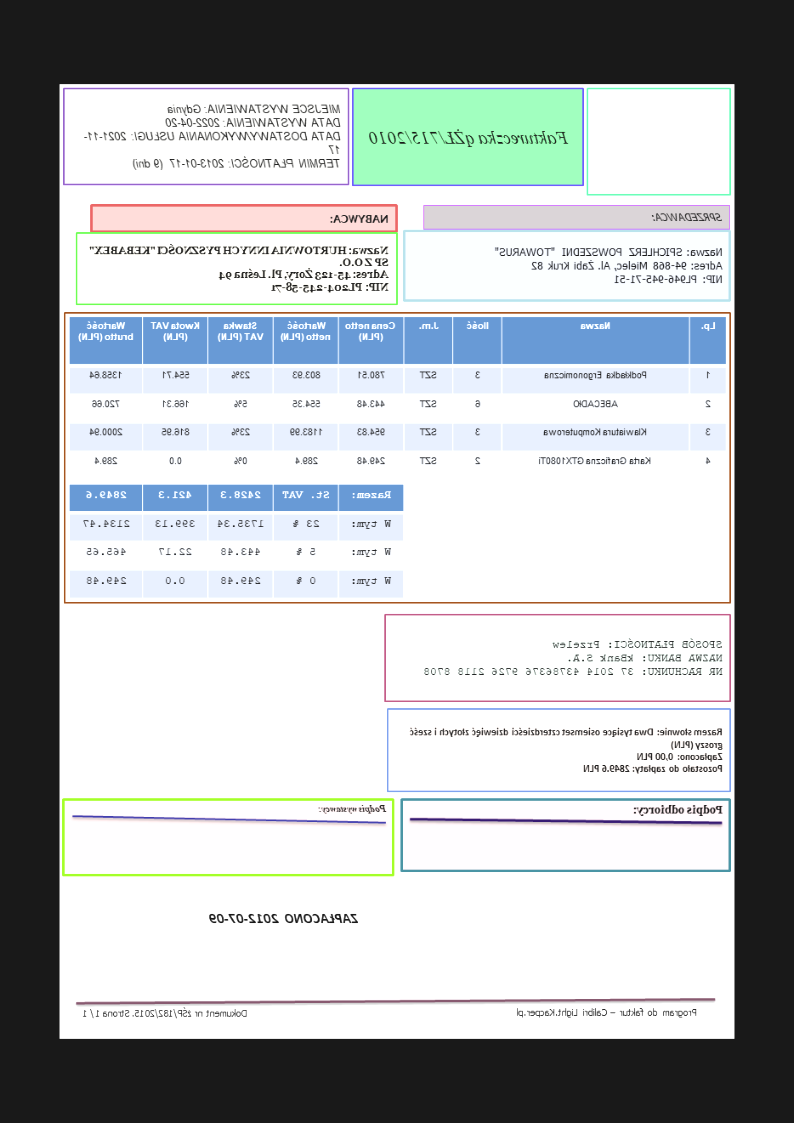 Faktureczka qŻŁ/715/2010
MIEJSCE WYSTAWIENIA: Gdynia
DATA WYSTAWIENIA: 2022-04-20
DATA DOSTAWY/WYKONANIA USŁUGI: 2021-11-
17
TERMIN PŁATNOŚCI: 2013-01-17 (9 dni)
SPRZEDAWCA:
Nazwa: SPICHLERZ POWSZEDNI "TOWARUS"
Adres: 94-868 Mielec, Al. Żabi Kruk 82
NIP: PL946-945-71-51
NABYWCA:
Nazwa: HURTOWNIA INNYCH PYSZNOŚCI "KEBABEX"
SP Z O.O.
Adres: 45-123 Żory, Pl. Leśna 94
NIP: PL204-245-58-71
Lp. Nazwa Ilość J.m. Cena netto (PLN) Wartość netto (PLN) Stawka VAT (PLN) Kwota VAT (PLN) Wartość brutto (PLN)
1 Podkładka Ergonomiczna 3 SZT 780.51 803.93 23% 554.71 1358.64
2 ABECADŁO 6 SZT 443.48 554.35 5% 166.31 720.66
3 Klawiatura Komputerowa 3 SZT 954.83 1183.99 23% 816.95 2000.94
4 Karta Graficzna GTX1080Ti 2 SZT 249.48 289.4 0% 0.0 289.4
Razem: St. VAT 2428.3 421.3 2849.6
W tym: 23 % 1735.34 399.13 2134.47
W tym: 5 % 443.48 22.17 465.65
W tym: 0 % 249.48 0.0 249.48
SPOSÓB PŁATNOŚCI: Przelew
NAZWA BANKU: kBank S.A.
NR RACHUNKU: 37 2014 43786376 9726 2118 8708
Razem słownie: Dwa tysiące osiemset czterdzieści dziewięć złotych i sześć
groszy (PLN)
Zapłacono: 0,00 PLN
Pozostało do zapłaty: 2849.6 PLN
Podpis odbiorcy:
Podpis wystawcy:
ZAPŁACONO 2012-07-09
Program do faktur – Calibri Light.Kacper.pl
Dokument nr zŚP/182/2015. Strona 1 / 1